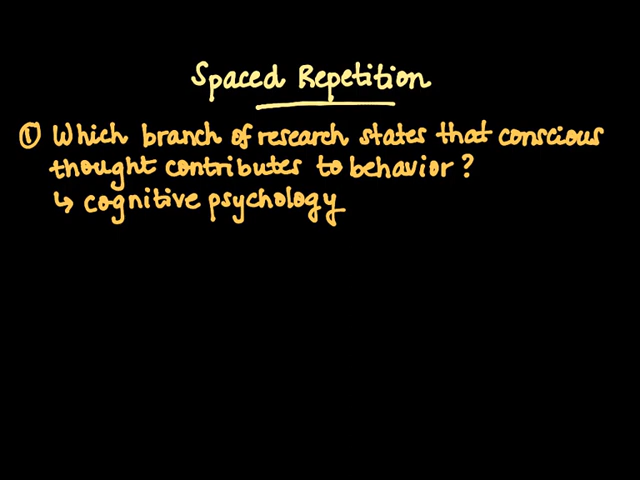 Spaced Repetition
① Which branch of research states that conscious
thought contributes to behavior?
↳ cognitive psychology